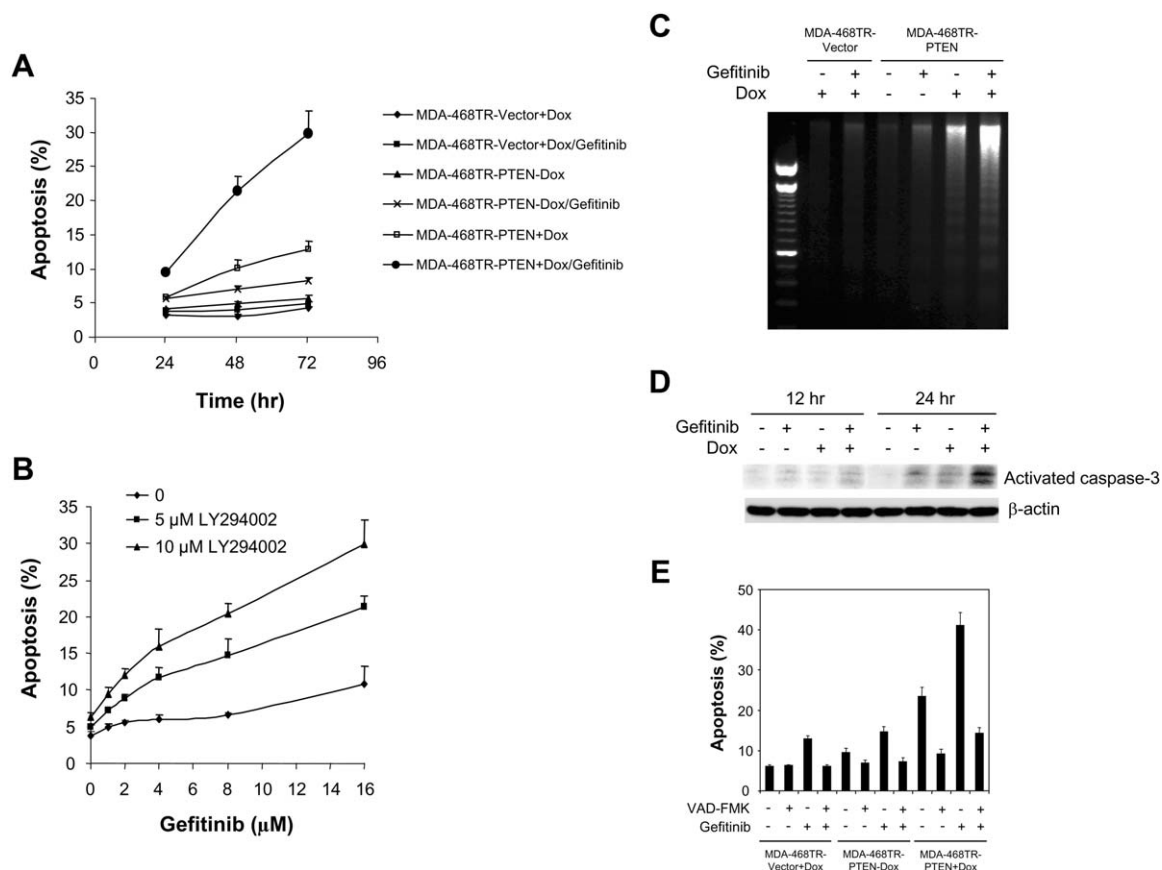 A
Apoptosis (%)
35
30
25
20
15
10
5
0
0 24 48 72 96
Time (hr)
MDA-468TR-Vector+Dox
MDA-468TR-Vector+Dox/Gefitinib
MDA-468TR-PTEN-Dox
MDA-468TR-PTEN-Dox/Gefitinib
MDA-468TR-PTEN+Dox
MDA-468TR-PTEN+Dox/Gefitinib
B
Apoptosis (%)
35
30
25
20
15
10
5
0
0 2 4 6 8 10 12 14 16
Gefitinib (μM)
0
5 μM LY294002
10 μM LY294002
C
MDA-468TR-
Vector
MDA-468TR-
PTEN
Gefitinib - + - + - +
Dox + + - - + +
D
12 hr 24 hr
Gefitinib - + - + - + - +
Dox - - + + - - + +
Activated caspase-3
β-actin
E
Apoptosis (%)
50
40
30
20
10
0
VAD-FMK - + - + - + - + - + - +
Gefitinib - - + + - - + + - - + +
MDA-468TR-
Vector+Dox
MDA-468TR-
PTEN-Dox
MDA-468TR-
PTEN+Dox